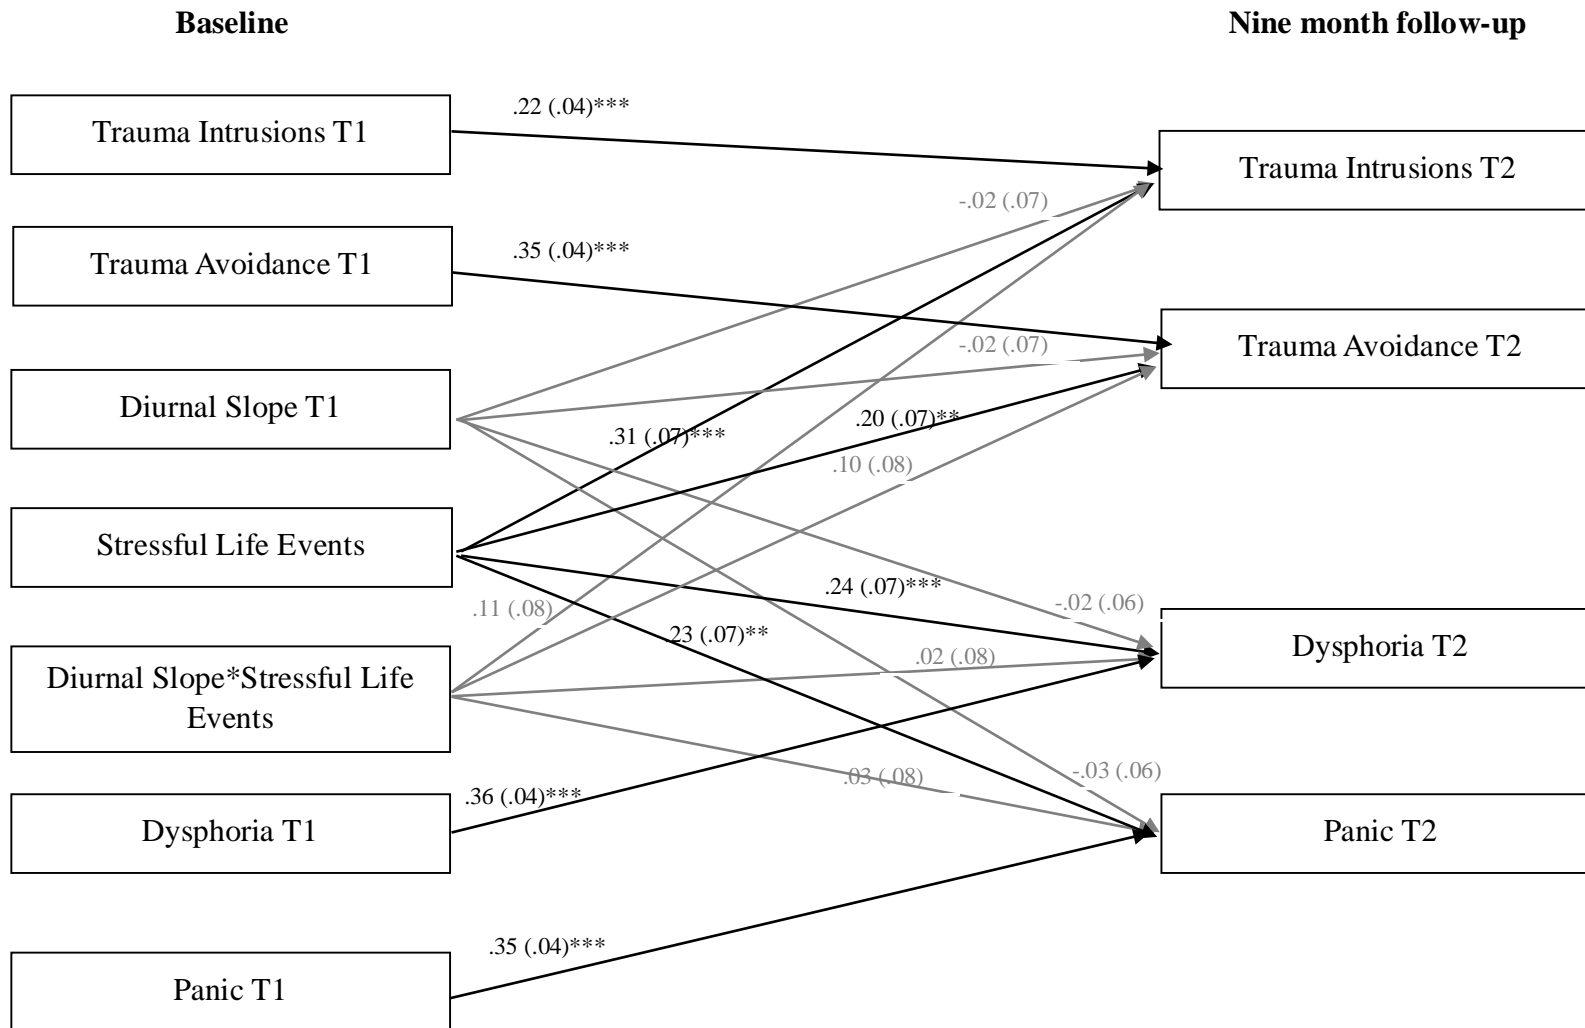 Baseline
Nine month follow-up
.22 (.04)***
Trauma Intrusions T1
Trauma Intrusions T2
-.02 (.07)
.35 (.04)***
Trauma Avoidance T1
-.02 (.07)
Trauma Avoidance T2
Diurnal Slope T1
.20 (.07)**
.31 (.07)***
.10 (.08)
Stressful Life Events
.24 (.07)***
-.02 (.06)
.11 (.08)
.23 (.07)**
Dysphoria T2
.02 (.08)
Diurnal Slope*Stressful Life
Events
-.03 (.06)
.03 (.08)
.36 (.04)***
Dysphoria T1
Panic T2
.35 (.04)***
Panic T1